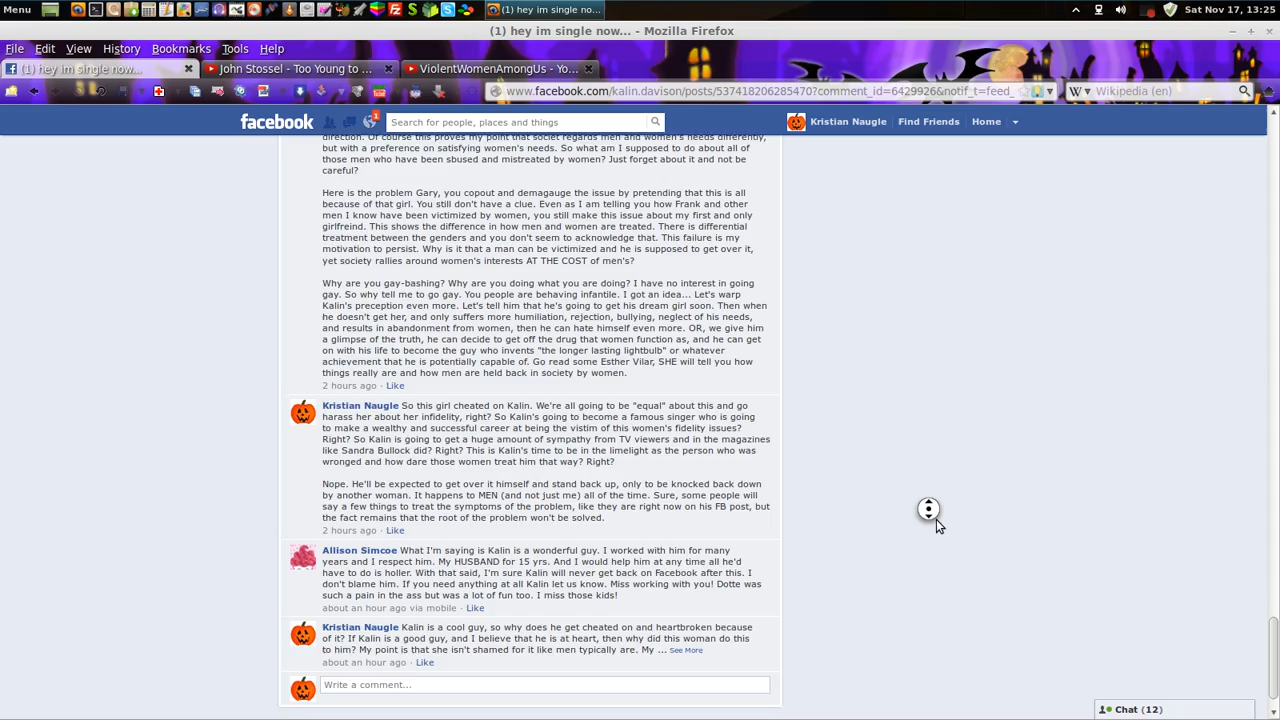 Menu
(1) hey im single now...
Sat Nov 17, 13:25
(1) hey im single now... - Mozilla Firefox
File Edit View History Bookmarks Tools Help
(1) hey im single now...
John Stossel - Too Young to ...
ViolentWomenAmongUs - Yo...
www.facebook.com/kalin.davison/posts/537418206285470?comment_id=6429926&notif_t=feed_
Wikipedia (en)
facebook
1
Search for people, places and things
Kristian Naugle Find Friends Home
direction. Of course this proves my point that societ regards men and women's needs differently,
but with a preference on satisfying women's needs. So what am I supposed to do about all of
those men who have been sbused and mistreated by women? Just forget about it and not be
careful?
Here is the problem Gary, you copout and demagauge the issue by pretending that this is all
because of that girl. You still don't have a clue. Even as I am telling you how Frank and other
men I know have been victimized by women, you still make this issue about my first and only
girlfreind. This shows the difference in how men and women are treated. There is differential
treatment between the genders and you don't seem to acknowledge that. This failure is my
motivation to persist. Why is it that a man can be victimized and he is supposed to get over it,
yet society rallies around women's interests AT THE COST of men's?
Why are you gay-bashing? Why are you doing what you are doing? I have no interest in going
gay. So why tell me to go gay. You people are behaving infantile. I got an idea... Let's warp
Kalin's preception even more. Let's tell him that he's going to get his dream girl soon. Then when
he doesn't get her, and only suffers more humiliation, rejection, bullying, neglect of his needs,
and results in abandonment from women, then he can hate himself even more. OR, we give him
a glimpse of the truth, he can decide to get off the drug that women function as, and he can get
on with his life to become the guy who invents "the longer lasting lightbulb" or whatever
achievement that he is potentially capable of. Go read some Esther Vilar, SHE will tell you how
things really are and how men are held back in society by women.
2 hours ago · Like
Kristian Naugle So this girl cheated on Kalin. We're all going to be "equal" about this and go
harass her about her infidelity, right? So Kalin's going to become a famous singer who is going
to make a wealthy and successful career at being the vistim of this women's fidelity issues?
Right? So Kalin is going to get a huge amount of sympathy from TV viewers and in the magazines
like Sandra Bullock did? Right? This is Kalin's time to be in the limelight as the person who was
wronged and how dare those women treat him that way? Right?
Nope. He'll be expected to get over it himself and stand back up, only to be knocked back down
by another woman. It happens to MEN (and not just me) all of the time. Sure, some people will
say a few things to treat the symptoms of the problem, like they are right now on his FB post, but
the fact remains that the root of the problem won't be solved.
2 hours ago · Like
Allison Simcoe What I'm saying is Kalin is a wonderful guy. I worked with him for many
years and I respect him. My HUSBAND for 15 yrs. And I would help him at any time all he'd
have to do is holler. With that said, I'm sure Kalin will never get back on Facebook after this. I
don't blame him. If you need anything at all Kalin let us know. Miss working with you! Dotte was
such a pain in the ass but was a lot of fun too. I miss those kids!
about an hour ago via mobile · Like
Kristian Naugle Kalin is a cool guy, so why does he get cheated on and heartbroken because
of it? If Kalin is a good guy, and I believe that he is at heart, then why did this woman do this
to him? My point is that she isn't shamed for it like men typically are. My ... See More
about an hour ago · Like
Write a comment...
Chat (12)